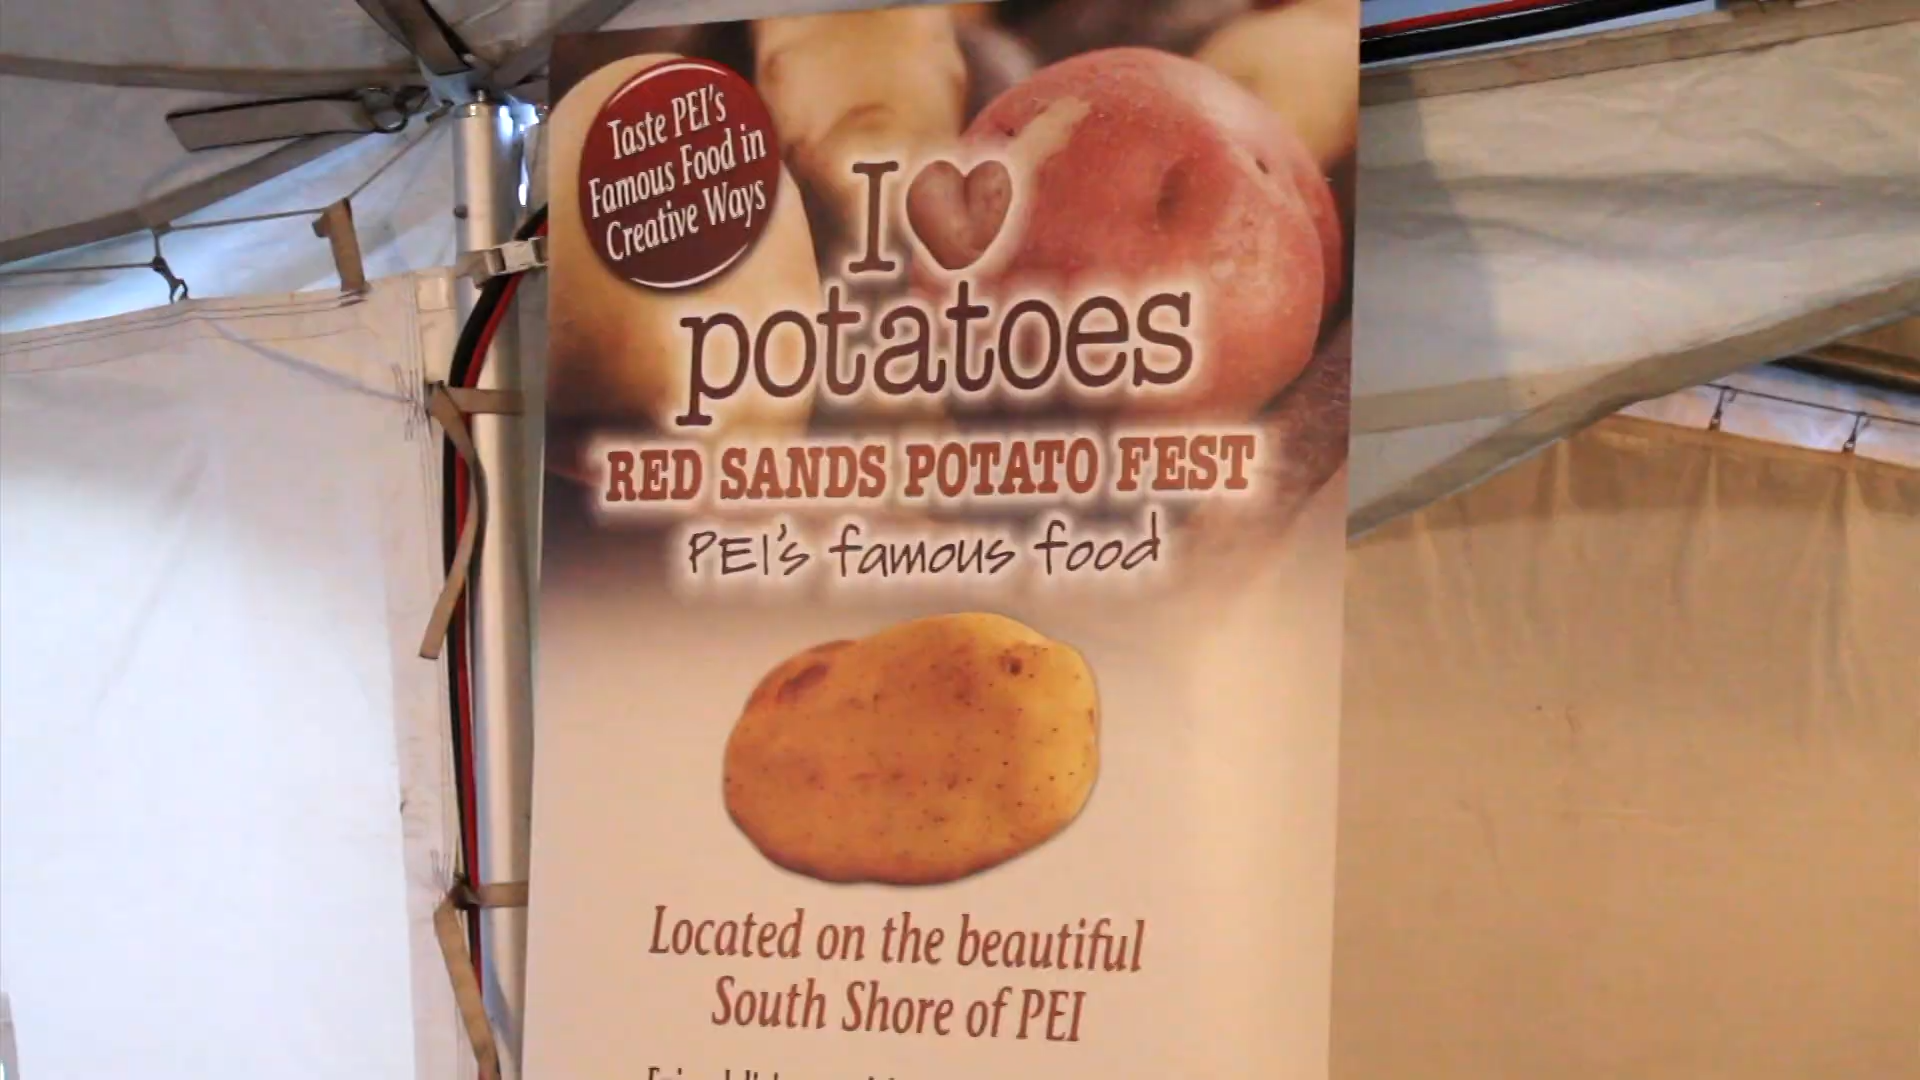 Taste PEI's
Famous Food in
Creative Ways
I
potatoes
RED SANDS POTATO FEST
PEI's famous food
Located on the beautiful
South Shore of PEI